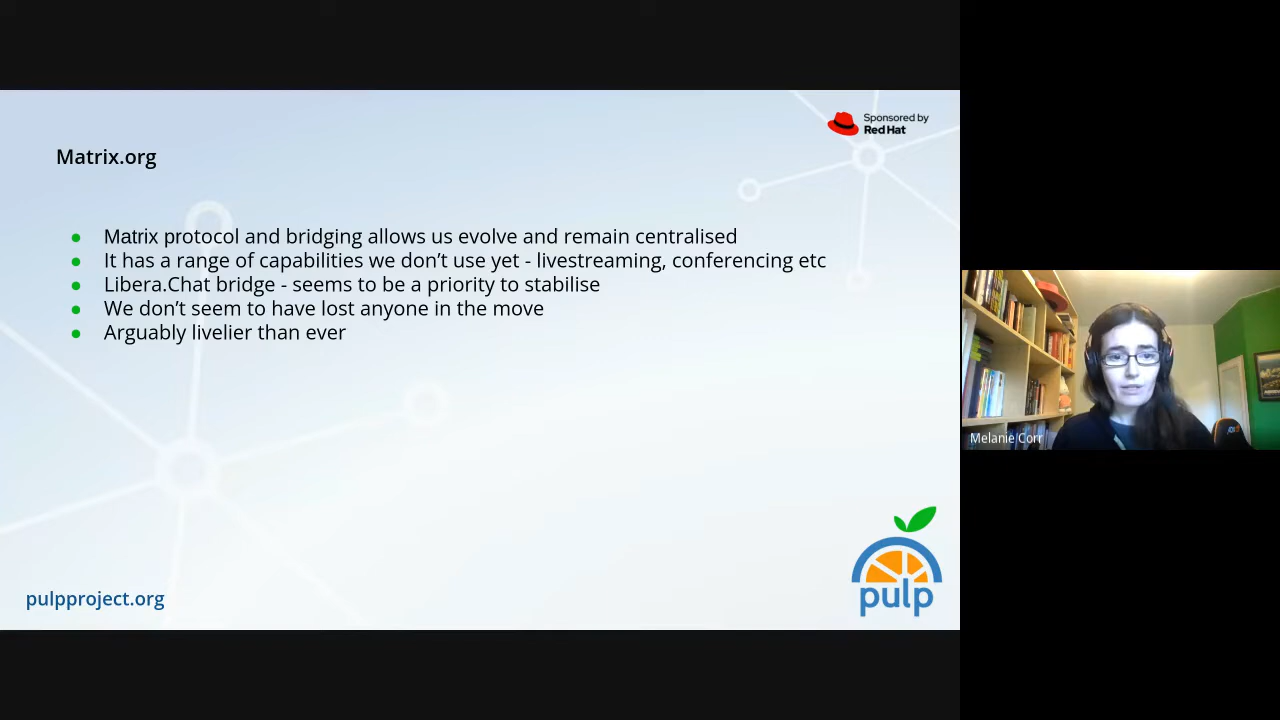 Sponsored by
Red Hat
Matrix.org
Matrix protocol and bridging allows us evolve and remain centralised
It has a range of capabilities we don't use yet - livestreaming, conferencing etc
Libera.Chat bridge - seems to be a priority to stabilise
We don't seem to have lost anyone in the move
Arguably livelier than ever
Melanie Corr
pulpproject.org
pulp